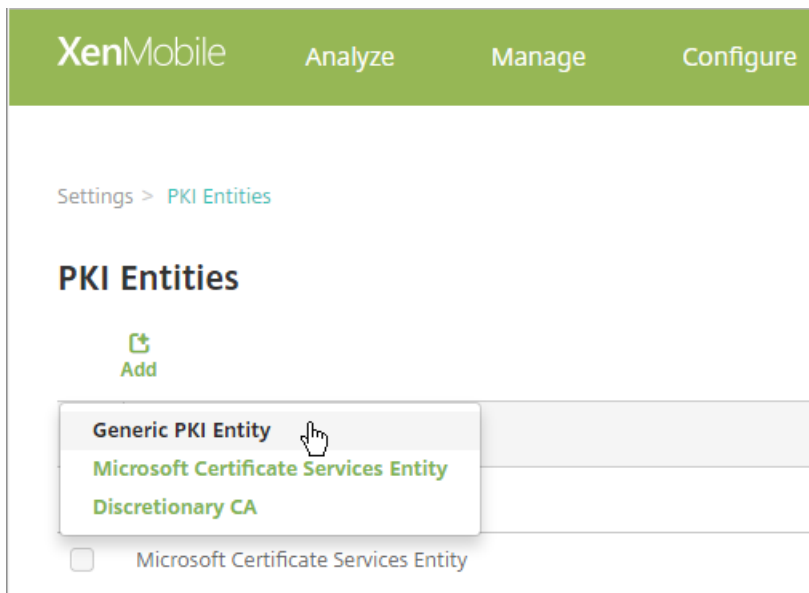 XenMobile Analyze Manage Configure
Settings > PKI Entities
PKI Entities
Add
Generic PKI Entity
Microsoft Certificate Services Entity
Discretionary CA
Microsoft Certificate Services Entity